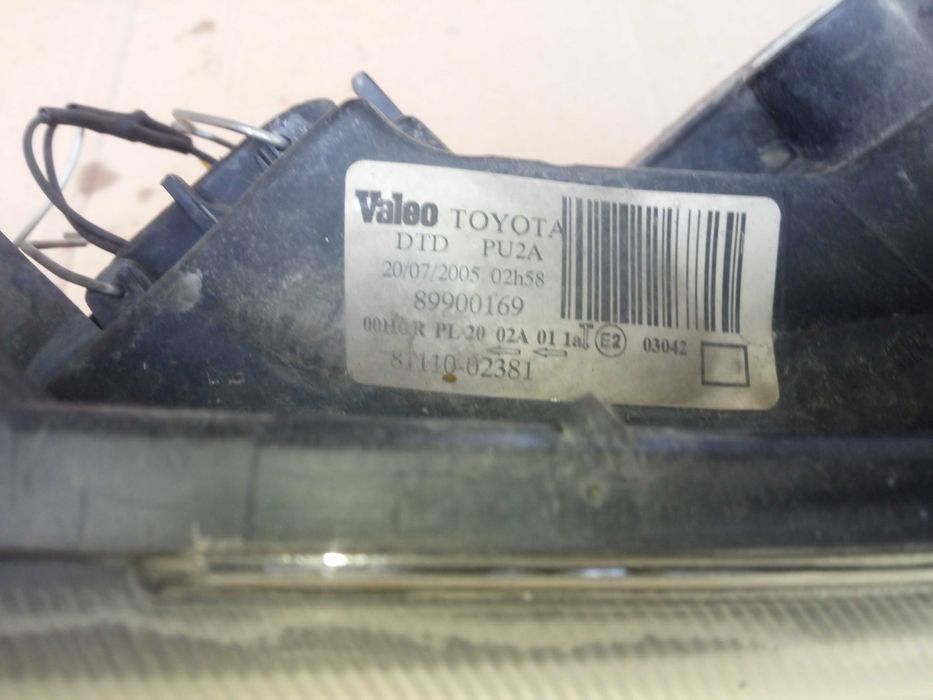 Valeo TOYOTA
DTD PU2A
20/07/2005 02h58
89900169
00HCR PL 20 02A 01 1a E2 03042
81110-02381